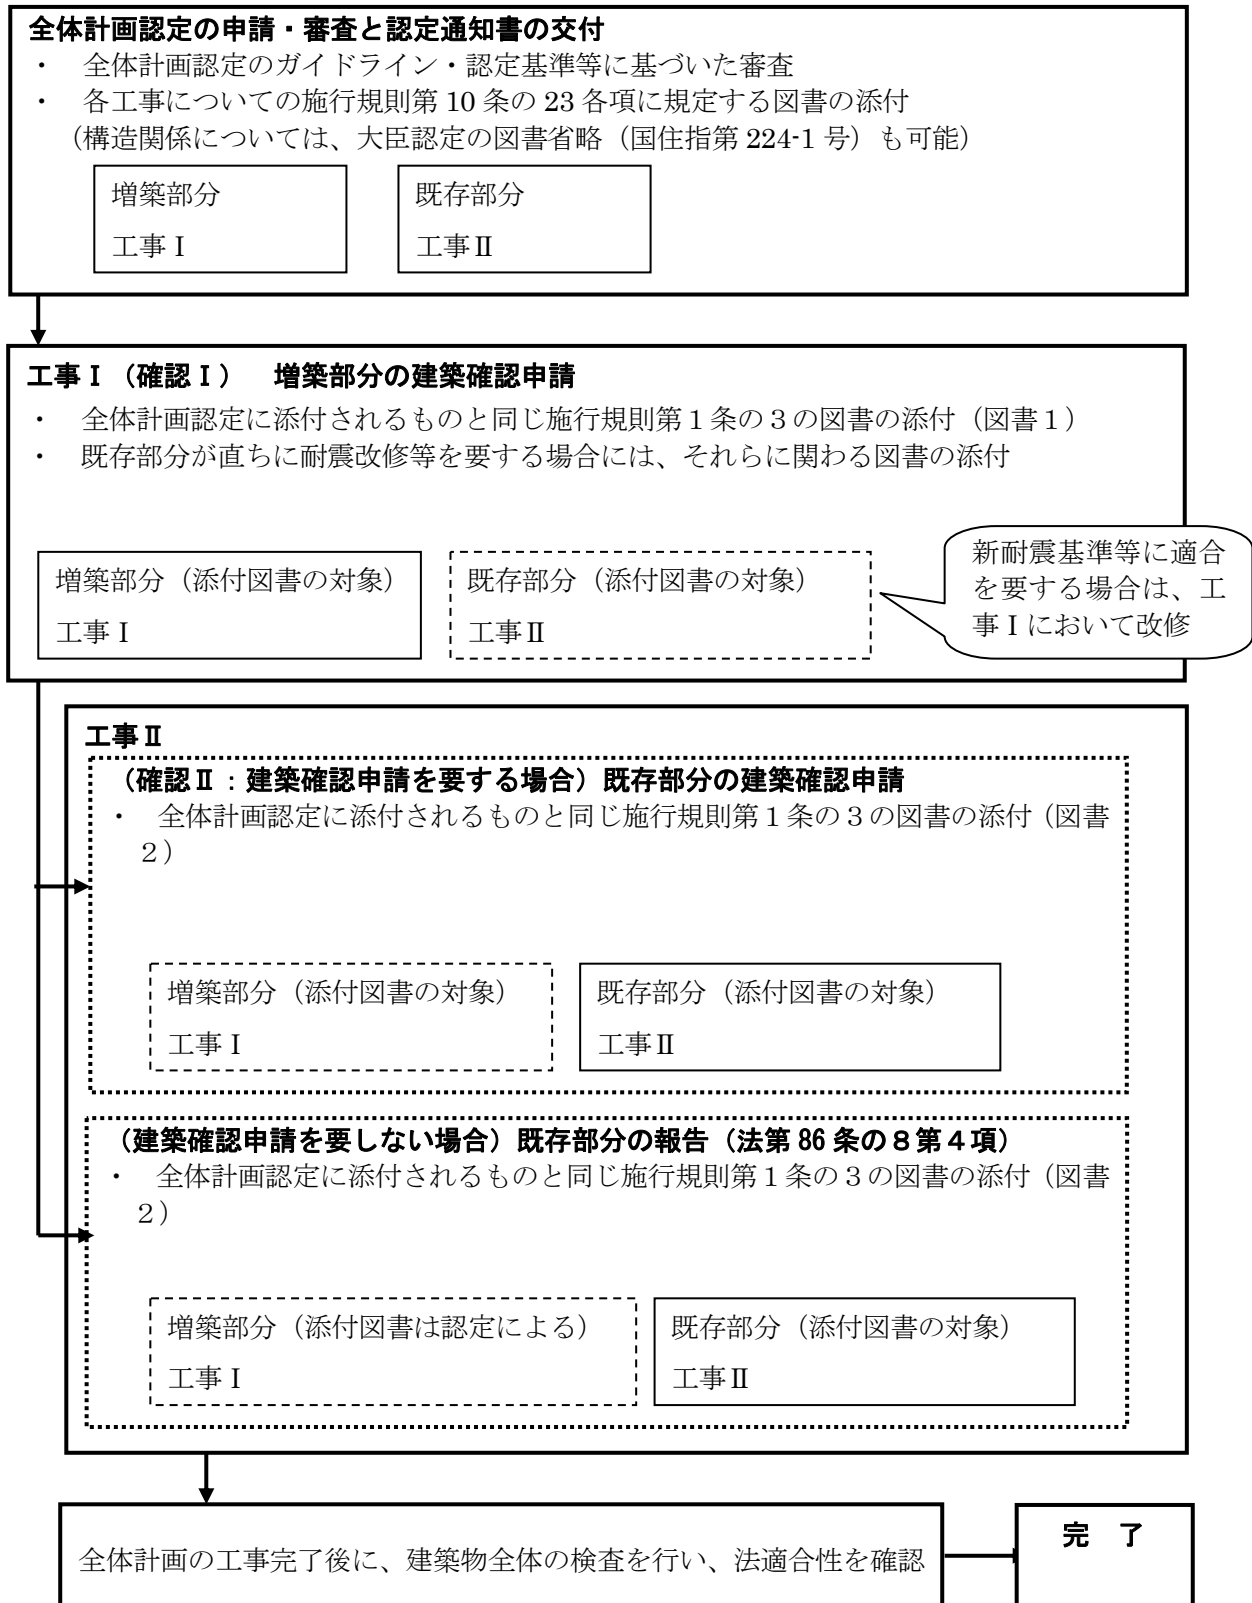 全体計画認定の申請・審査と認定通知書の交付
・　全体計画認定のガイドライン・認定基準等に基づいた審査
・　各工事についての施行規則第 10 条の 23 各項に規定する図書の添付
（構造関係については、大臣認定の図書省略（国住指第 224-1 号）も可能）
増築部分
工事Ⅰ
既存部分
工事Ⅱ
工事Ⅰ（確認Ⅰ）　増築部分の建築確認申請
・　全体計画認定に添付されるものと同じ施行規則第１条の３の図書の添付（図書１）
・　既存部分が直ちに耐震改修等を要する場合には、それらに関わる図書の添付
増築部分（添付図書の対象）
工事Ⅰ
既存部分（添付図書の対象）
工事Ⅱ
新耐震基準等に適合
を要する場合は、工
事Ⅰにおいて改修
工事Ⅱ
（確認Ⅱ：建築確認申請を要する場合）既存部分の建築確認申請
・　全体計画認定に添付されるものと同じ施行規則第１条の３の図書の添付（図書
２）
増築部分（添付図書の対象）
工事Ⅰ
既存部分（添付図書の対象）
工事Ⅱ
（建築確認申請を要しない場合）既存部分の報告（法第 86 条の８第４項）
・　全体計画認定に添付されるものと同じ施行規則第１条の３の図書の添付（図書
２）
増築部分（添付図書は認定による）
工事Ⅰ
既存部分（添付図書の対象）
工事Ⅱ
全体計画の工事完了後に、建築物全体の検査を行い、法適合性を確認
完　了